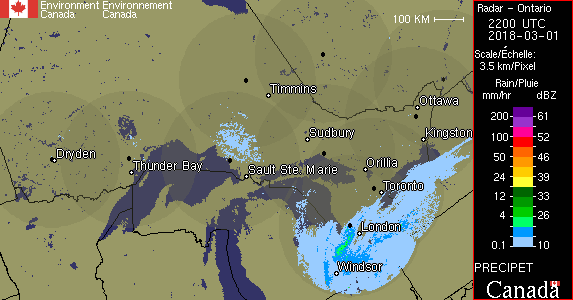 Environment Environnement
Canada Canada
100 KM
Timmins
Ottawa
Sudbury
Kingston
Dryden
Thunder Bay
Sault Ste. Marie
Orillia
Toronto
London
Windsor
Radar - Ontario
2200 UTC
2018-03-01
Scale/Échelle:
3.5 km/Pixel
Rain/Pluie
mm/hr dBZ
200 61
100 52
50 46
24 39
12 34
4 26
0.1 10
PRECIPET
Canada